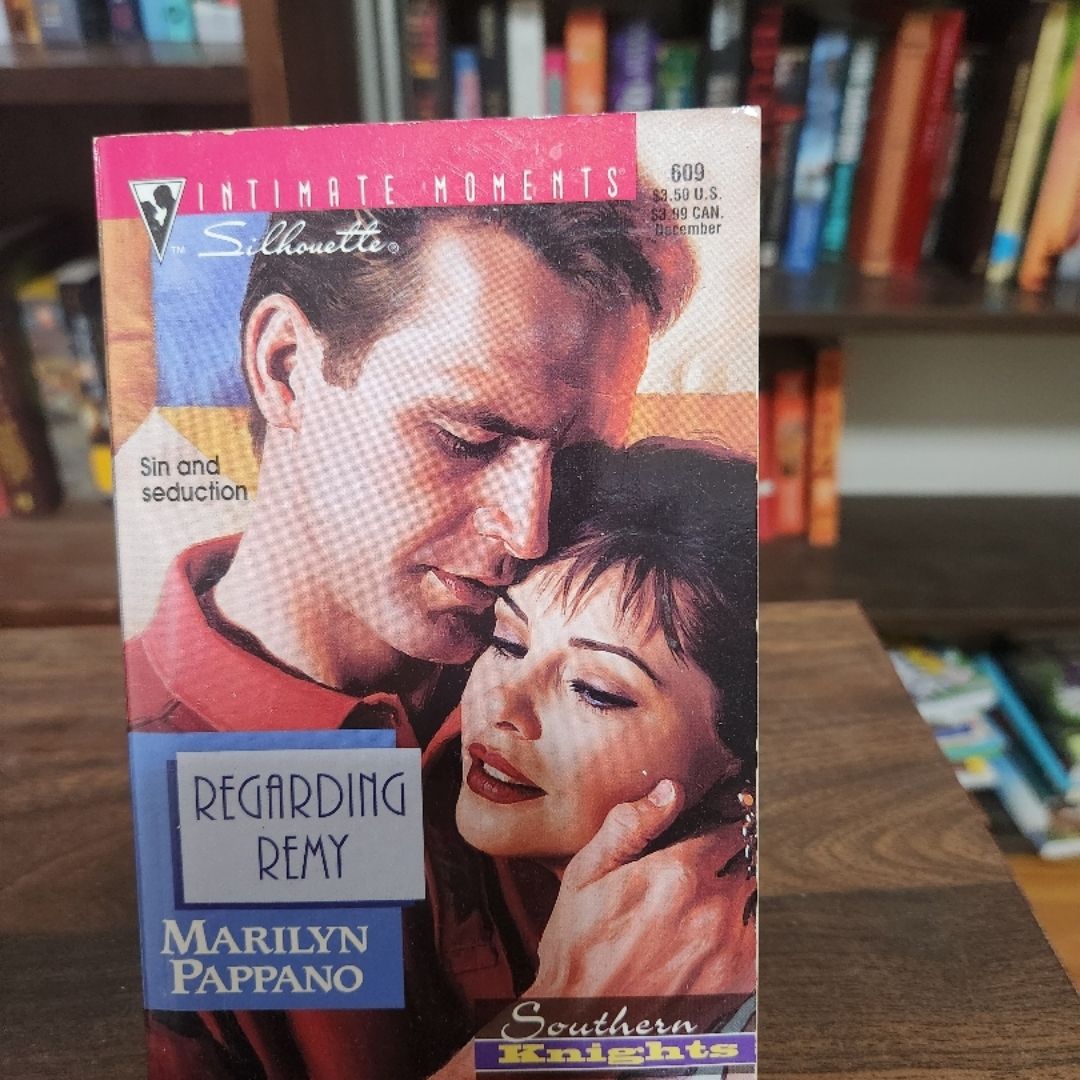 INTIMATE MOMENTS®
Silhouette®
TM
609
$3.50 U.S.
$3.99 CAN.
December
Sin and
seduction
REGARDING
REMY
MARILYN
PAPPANO
Southern
Knights